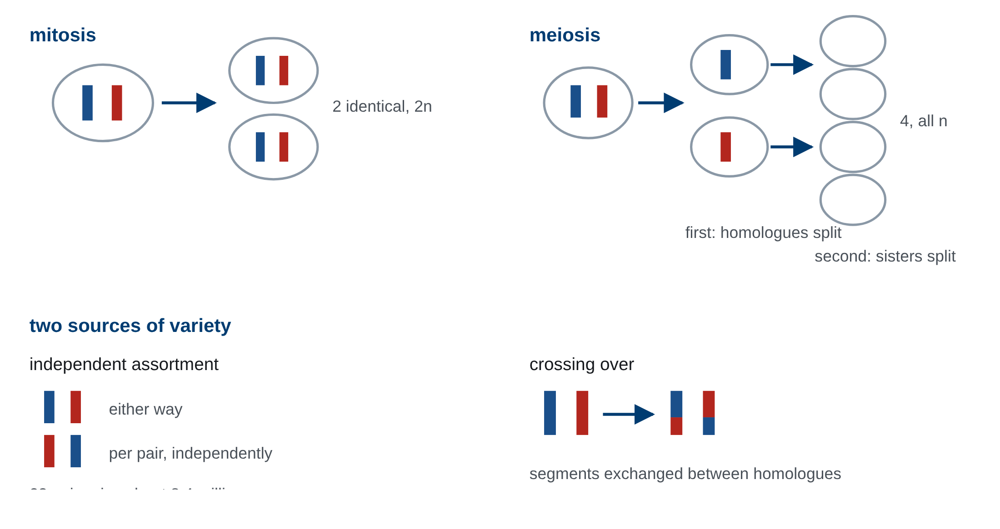 mitosis
2 identical, 2n
meiosis
4, all n
first: homologues split
second: sisters split
two sources of variety
independent assortment
either way
per pair, independently
crossing over
segments exchanged between homologues